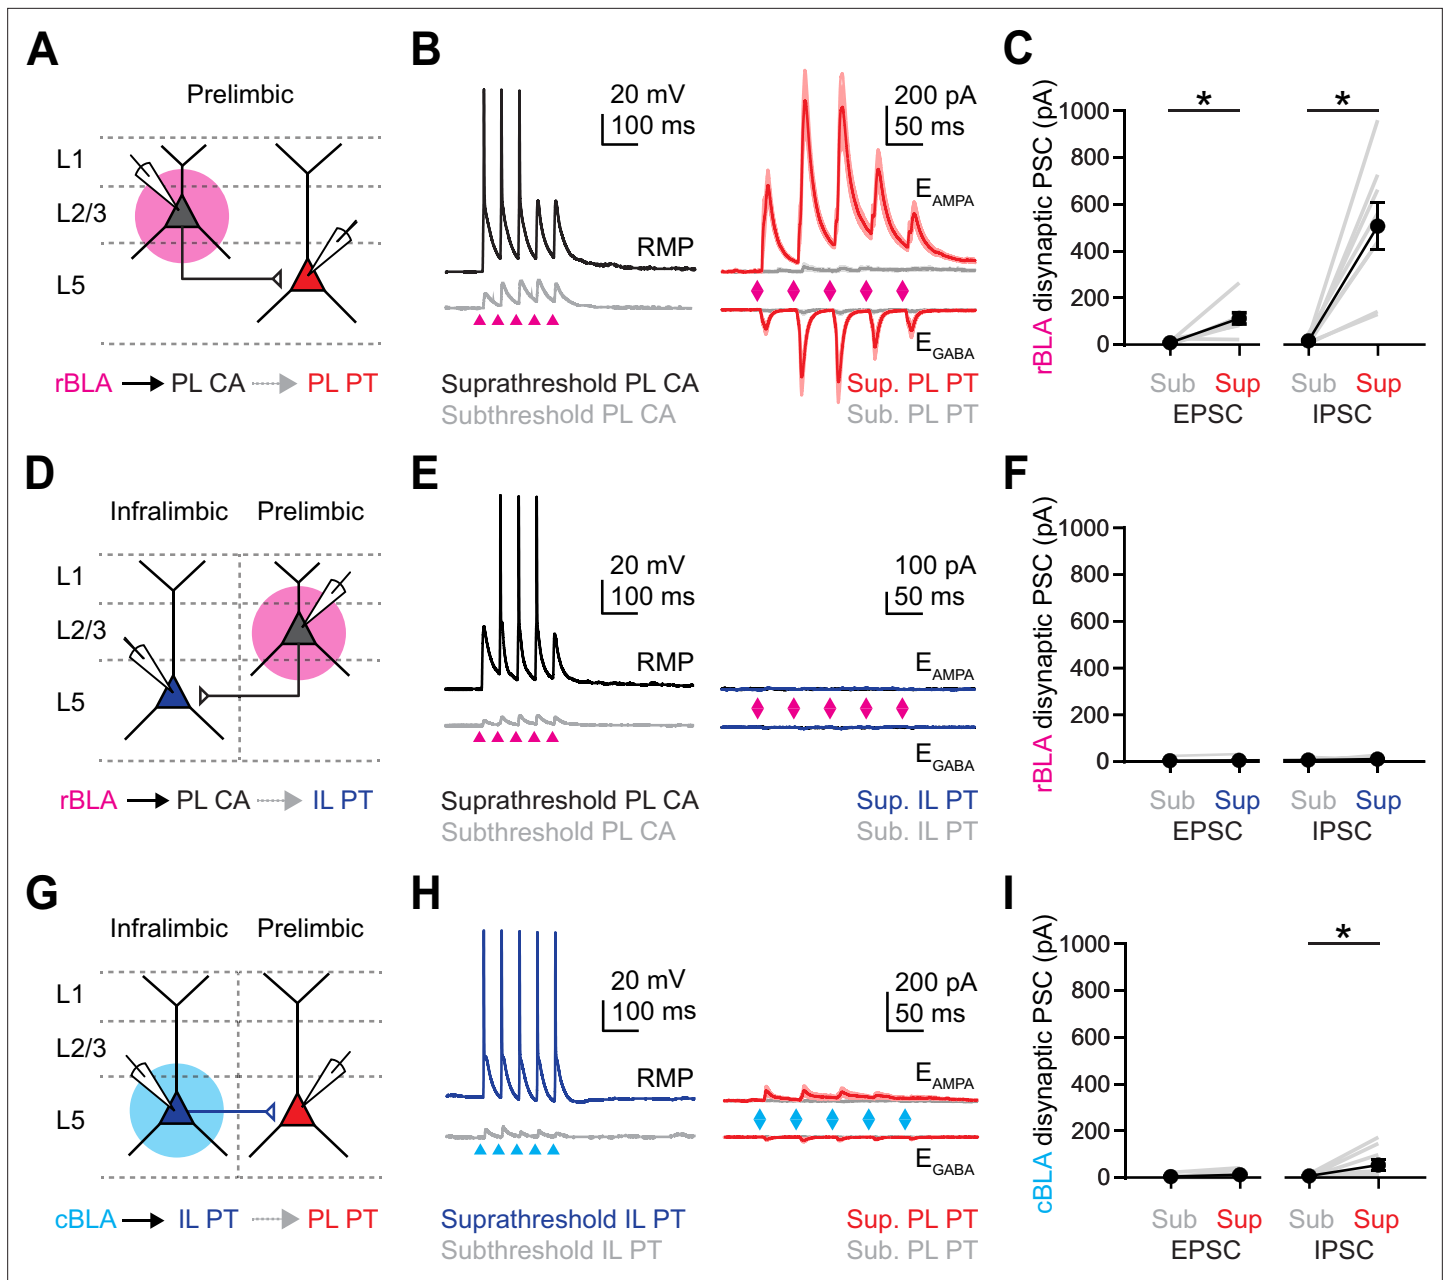 A
Prelimbic
L1
L2/3
L5
rBLA PL CA PL PT
B
20 mV
100 ms
RMP
200 pA
50 ms
EAMPA
EGABA
Suprathreshold PL CA
Subthreshold PL CA
Sup. PL PT
Sub. PL PT
C
rBLA disynaptic PSC (pA)
1000
800
600
400
200
0
* *
Sub Sup Sub Sup
EPSC IPSC
D
Infralimbic Prelimbic
L1
L2/3
L5
rBLA PL CA IL PT
E
20 mV
100 ms
RMP
100 pA
50 ms
EAMPA
EGABA
Suprathreshold PL CA
Subthreshold PL CA
Sup. IL PT
Sub. IL PT
F
rBLA disynaptic PSC (pA)
1000
800
600
400
200
0
Sub Sup Sub Sup
EPSC IPSC
G
Infralimbic Prelimbic
L1
L2/3
L5
cBLA IL PT PL PT
H
20 mV
100 ms
RMP
200 pA
50 ms
EAMPA
EGABA
Suprathreshold IL PT
Subthreshold IL PT
Sup. PL PT
Sub. PL PT
I
cBLA disynaptic PSC (pA)
1000
800
600
400
200
0
*
Sub Sup Sub Sup
EPSC IPSC